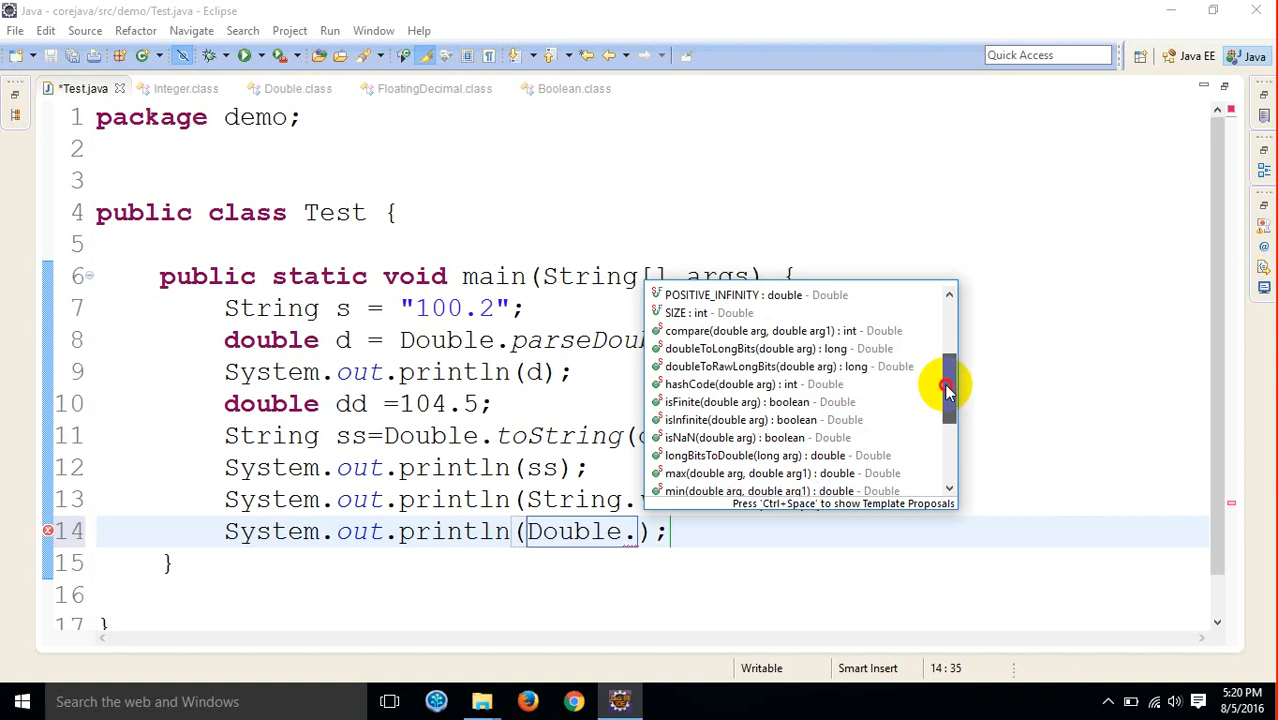 Java - corejava/src/demo/Test.java - Eclipse
File Edit Source Refactor Navigate Search Project Run Window Help
Quick Access
Java EE
Java
*Test.java
Integer.class
Double.class
FloatingDecimal.class
Boolean.class
1 package demo;
2
3
4 public class Test {
5
6 public static void main(String[] args) {
7 String s = "100.2";
8 double d = Double.parseDou
9 System.out.println(d);
10 double dd =104.5;
11 String ss=Double.toString(
12 System.out.println(ss);
13 System.out.println(String.
14 System.out.println(Double.);
15 }
16
17 }
POSITIVE_INFINITY : double - Double
SIZE : int - Double
compare(double arg, double arg1) : int - Double
doubleToLongBits(double arg) : long - Double
doubleToRawLongBits(double arg) : long - Double
hashCode(double arg) : int - Double
isFinite(double arg) : boolean - Double
isInfinite(double arg) : boolean - Double
isNaN(double arg) : boolean - Double
longBitsToDouble(long arg) : double - Double
max(double arg, double arg1) : double - Double
min(double arg, double arg1) : double - Double
Press 'Ctrl+Space' to show Template Proposals
Writable
Smart Insert
14 : 35
Search the web and Windows
5:20 PM
8/5/2016